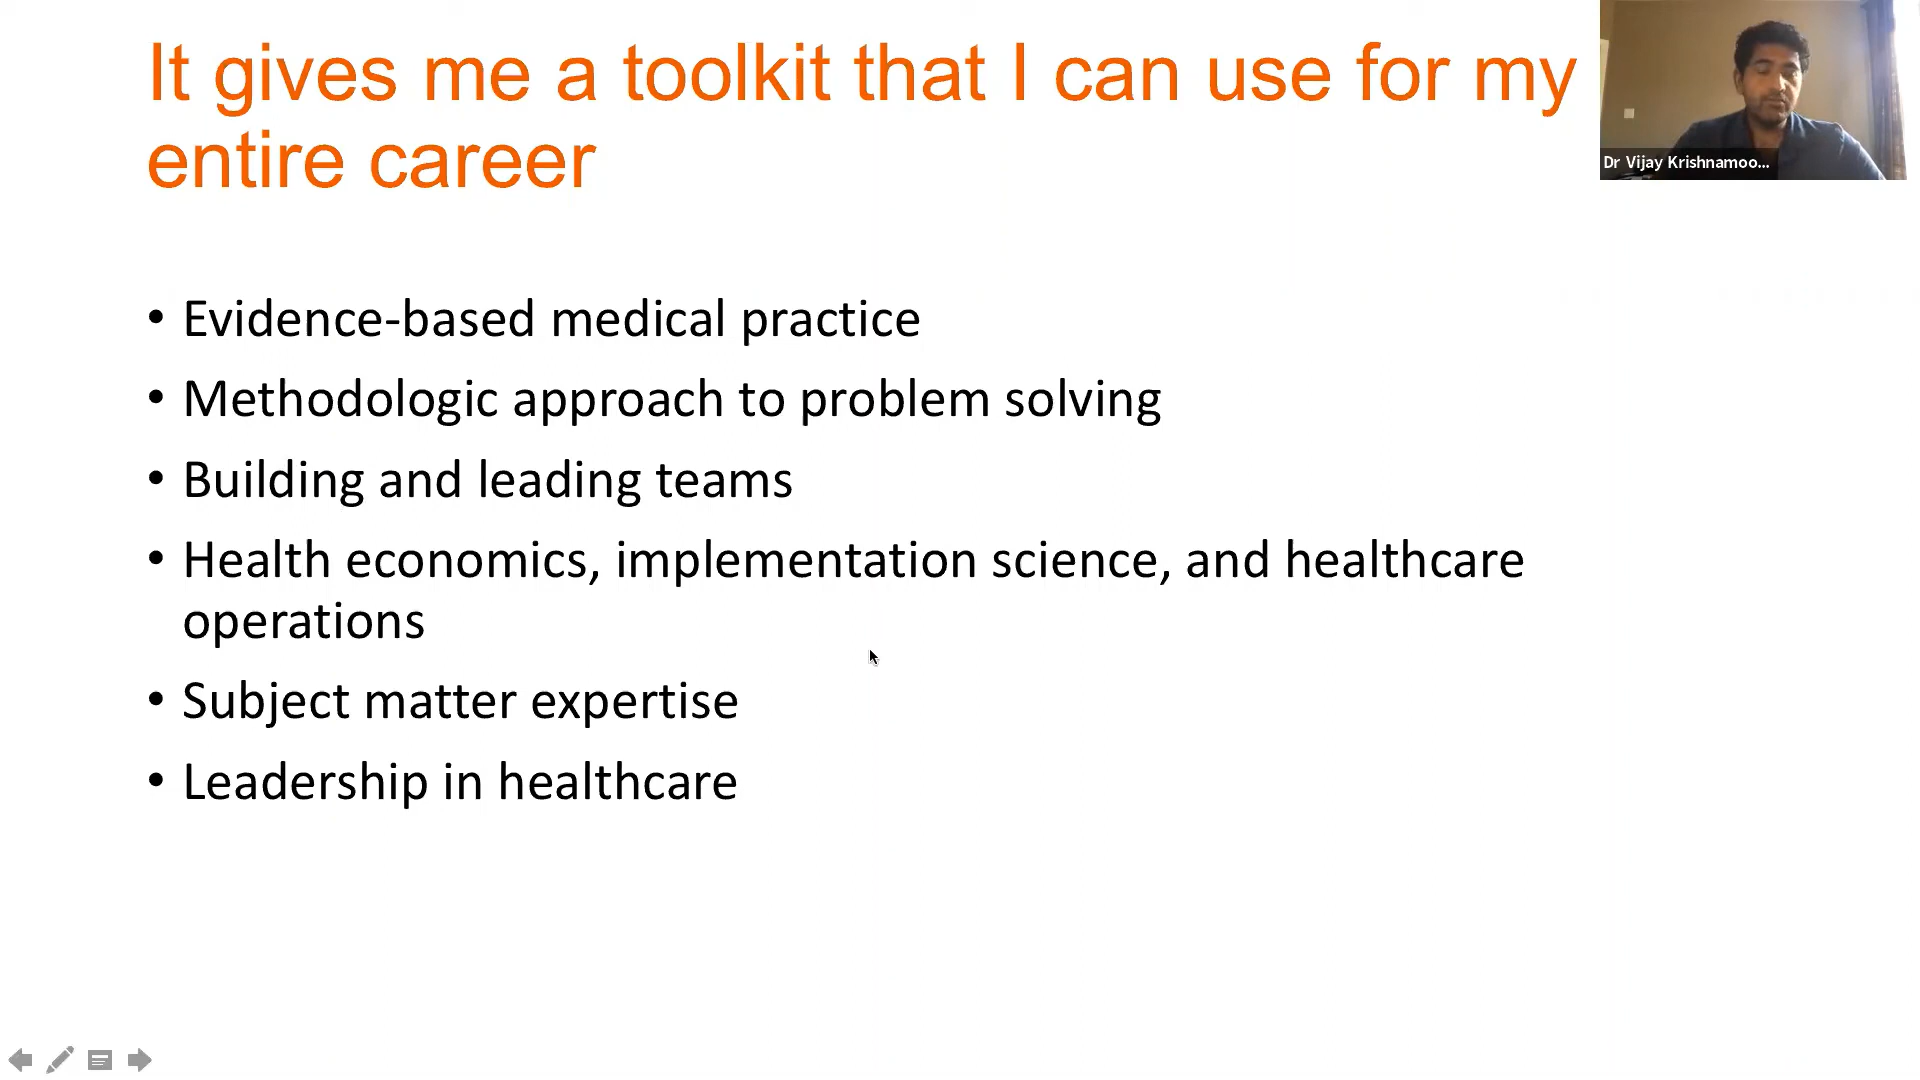 It gives me a toolkit that I can use for my
entire career
Dr Vijay Krishnamoo...
• Evidence-based medical practice
• Methodologic approach to problem solving
• Building and leading teams
• Health economics, implementation science, and healthcare
operations
• Subject matter expertise
• Leadership in healthcare